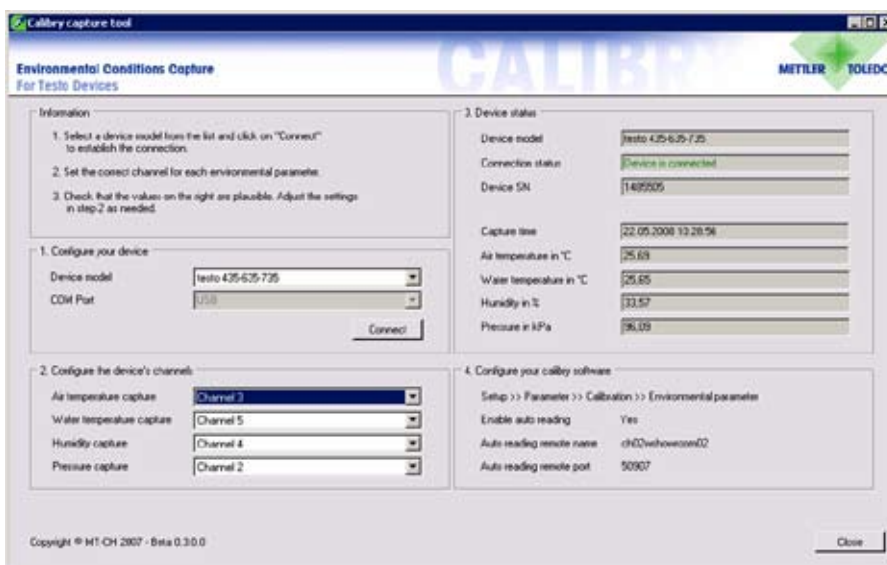 Calibry capture tool
CALIBRY
Environmental Conditions Capture
For Testo Devices
METTLER TOLEDO
Information
1. Select a device model from the list and click on "Connect"
to establish the connection.
2. Set the correct channel for each environmental parameter.
3. Check that the values on the right are plausible. Adjust the settings
in step 2 as needed.
1. Configure your device
Device model testo 435-635-735
COM Port USB
Connect
2. Configure the device's channels
Air temperature capture Channel 3
Water temperature capture Channel 5
Humidity capture Channel 4
Pressure capture Channel 2
3. Device status
Device model testo 435-635-735
Connection status Device is connected
Device SN 1485505
Capture time 22.05.2008 10:28:56
Air temperature in °C 25,69
Water temperature in °C 25,65
Humidity in % 33,57
Pressure in kPa 96,09
4. Configure your calibry software
Setup >> Parameter >> Calibration >> Environmental parameter
Enable auto reading Yes
Auto reading remote name
Auto reading remote port 50907
Copyright © MT-CH 2007 - Beta 0.3.0.0
Close